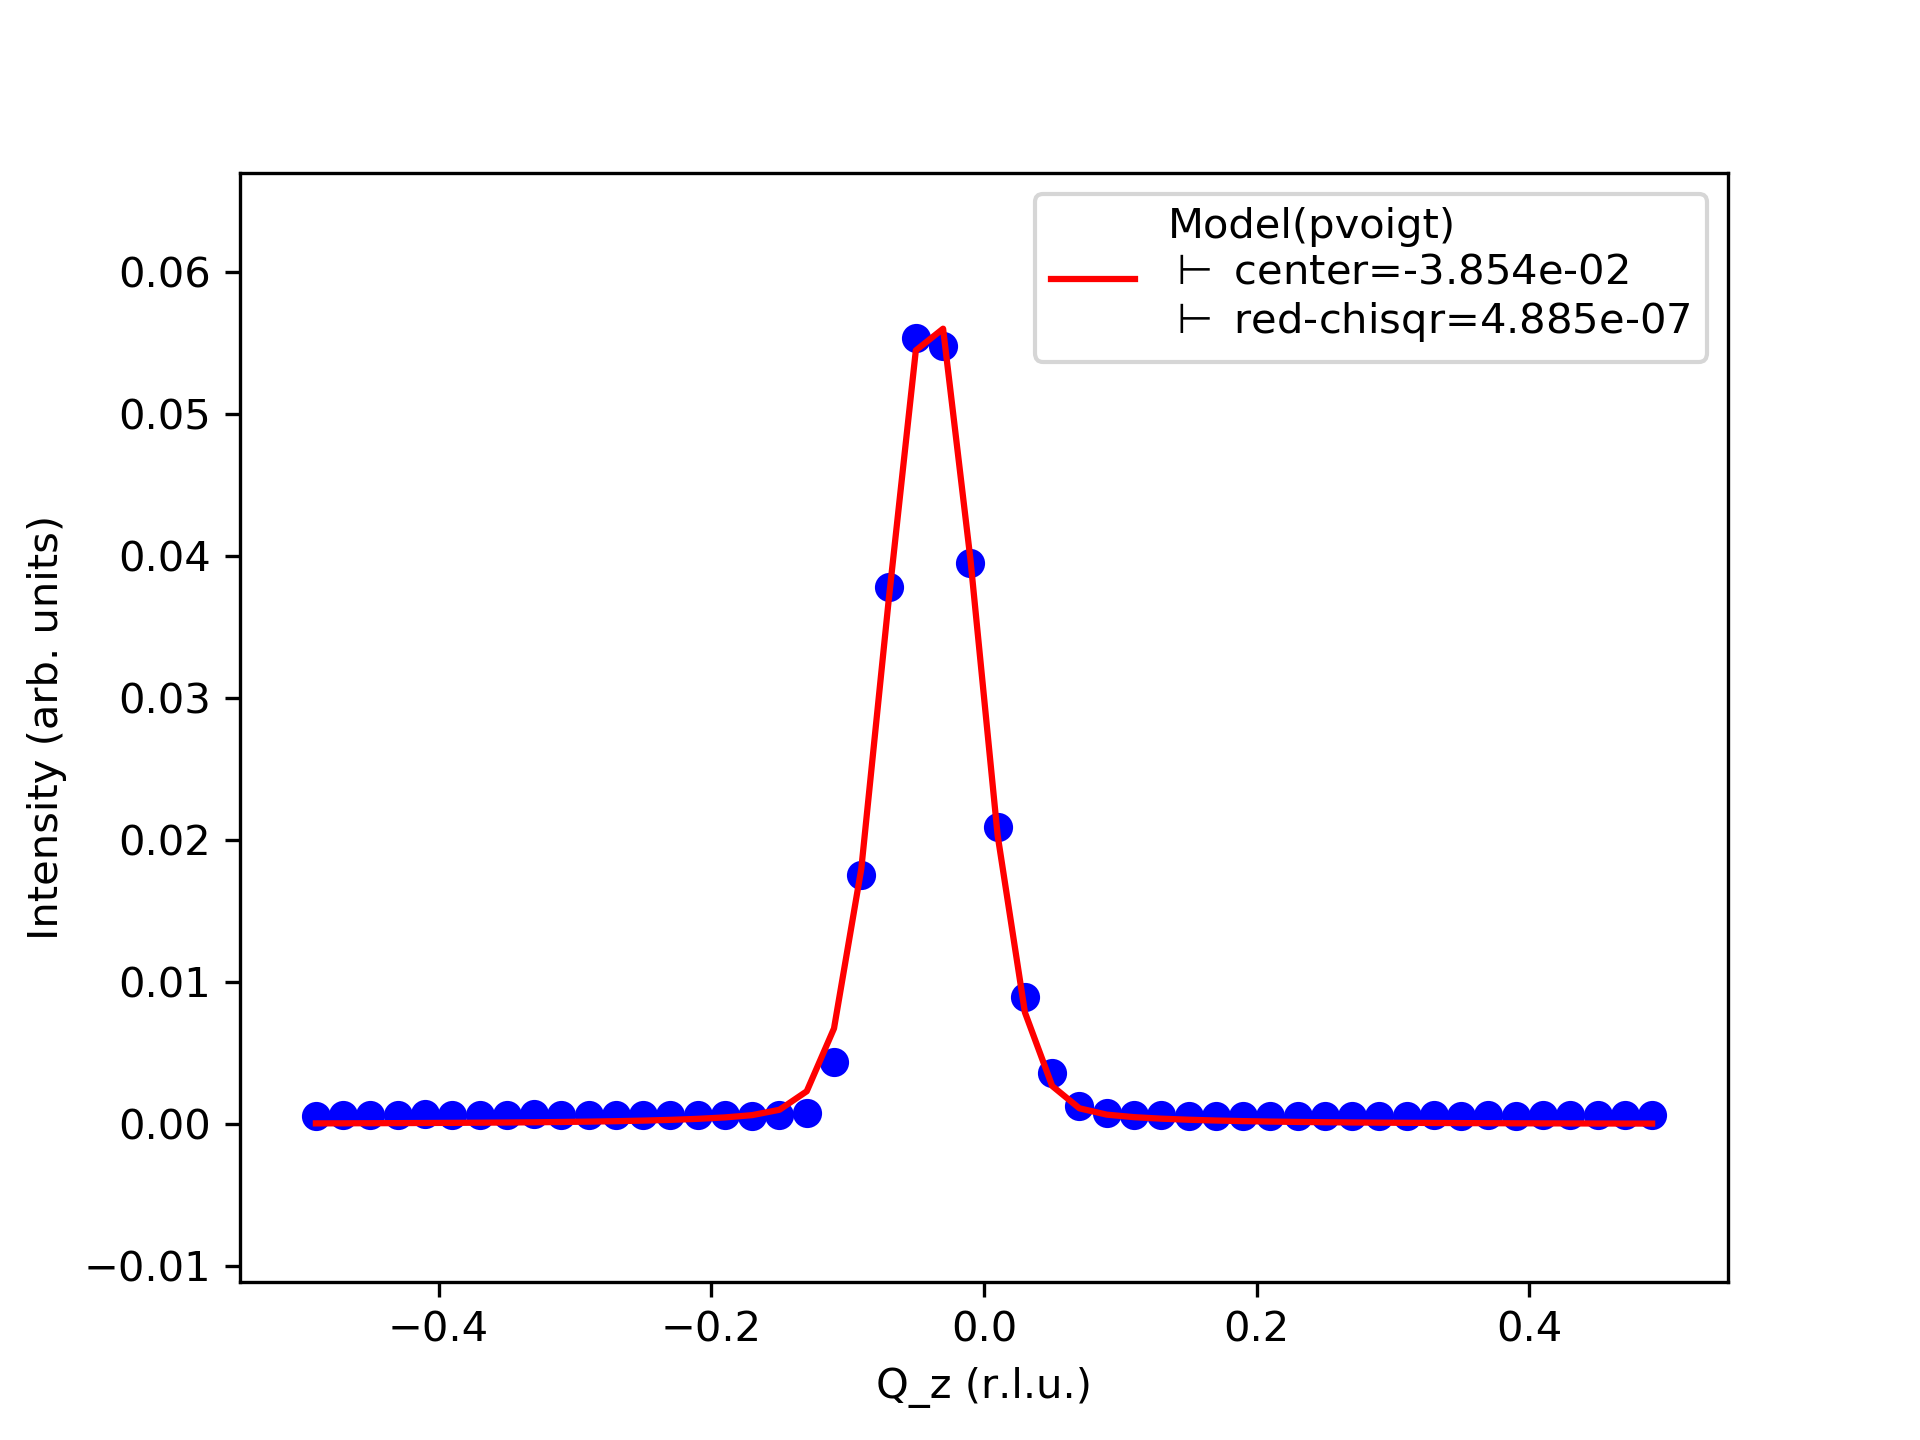 Model(pvoigt)
⊢ center=-3.854e-02
⊢ red-chisqr=4.885e-07
0.06
0.05
0.04
0.03
0.02
0.01
0.00
−0.01
Intensity (arb. units)
−0.4 −0.2 0.0 0.2 0.4
Q_z (r.l.u.)